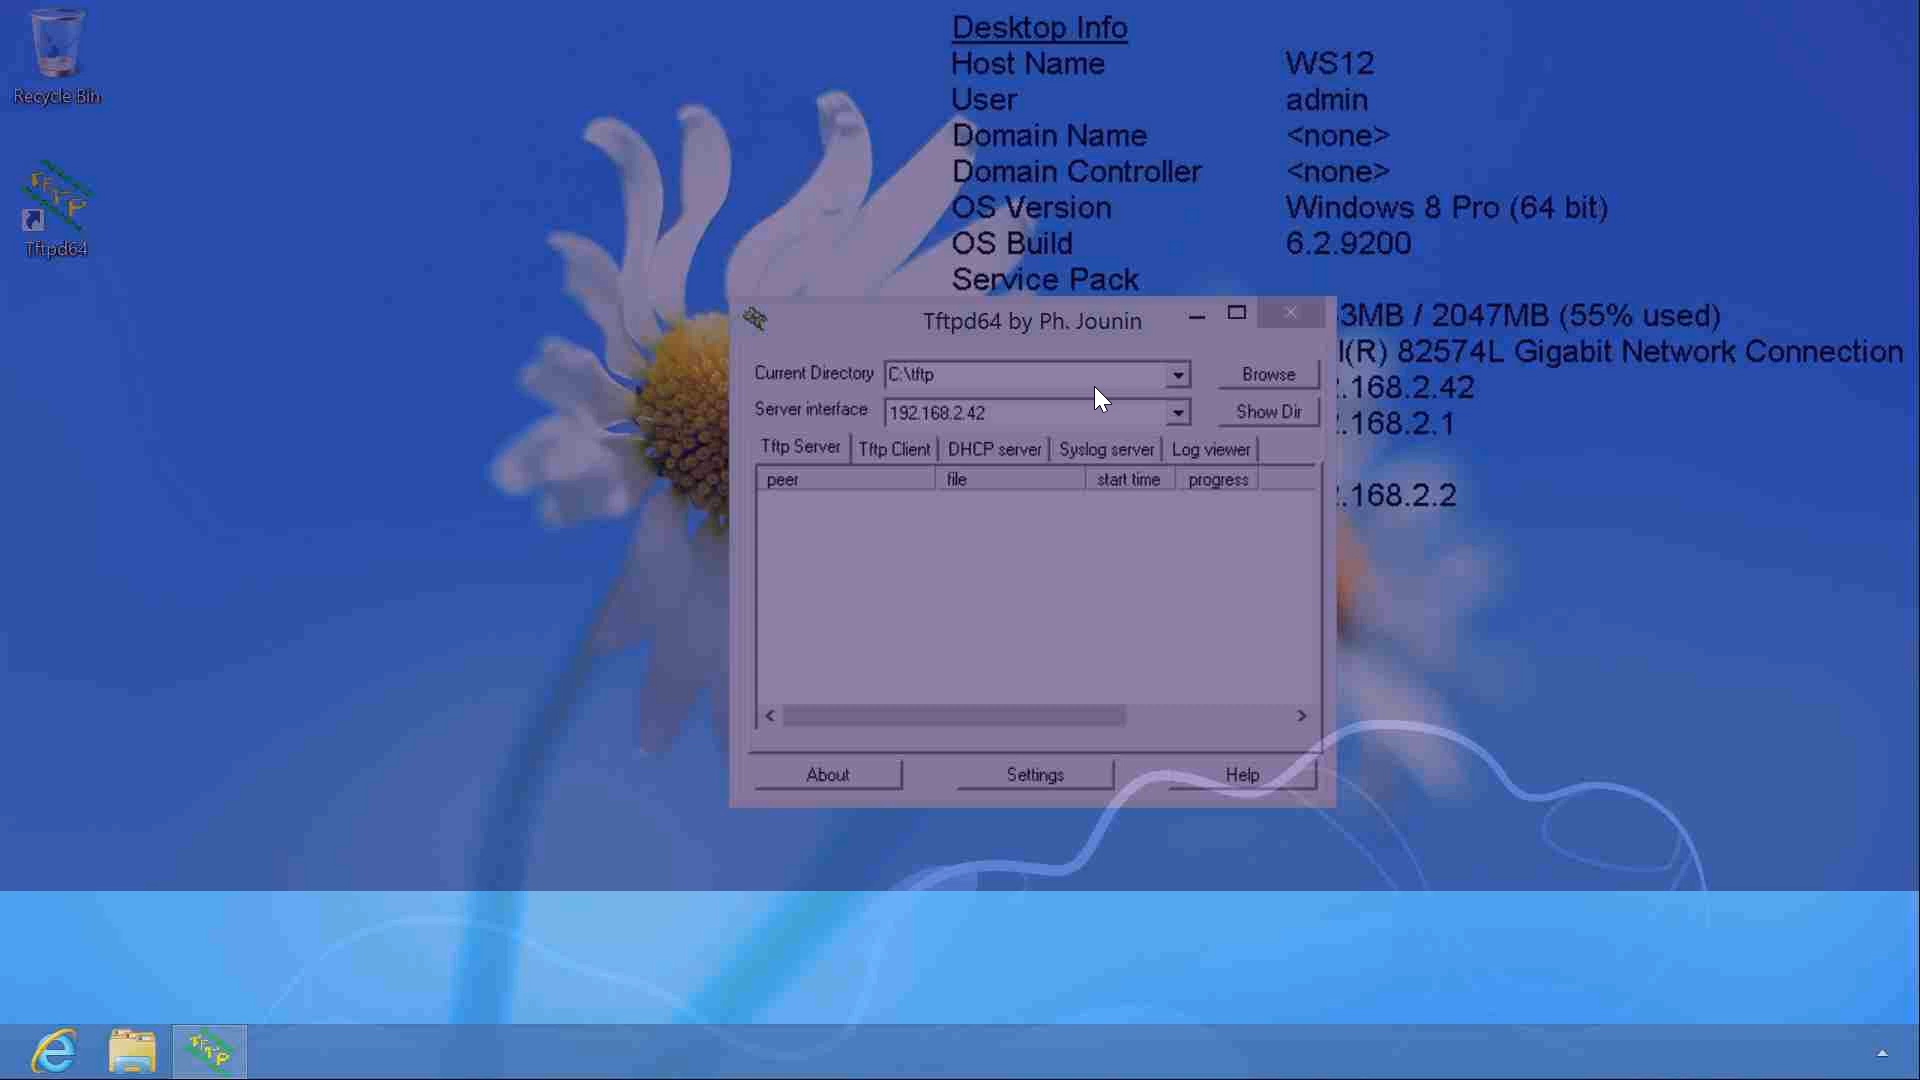 Desktop Info
Host Name WS12
User admin
Domain Name <none>
Domain Controller <none>
OS Version Windows 8 Pro (64 bit)
OS Build 6.2.9200
Service Pack
3MB / 2047MB (55% used)
I(R) 82574L Gigabit Network Connection
2.168.2.42
2.168.2.1
2.168.2.2
Recycle Bin
Tftpd64
Tftpd64 by Ph. Jounin
Current Directory C:\tftp Browse
Server interface 192.168.2.42 Show Dir
Tftp Server Tftp Client DHCP server Syslog server Log viewer
peer file start time progress
About Settings Help